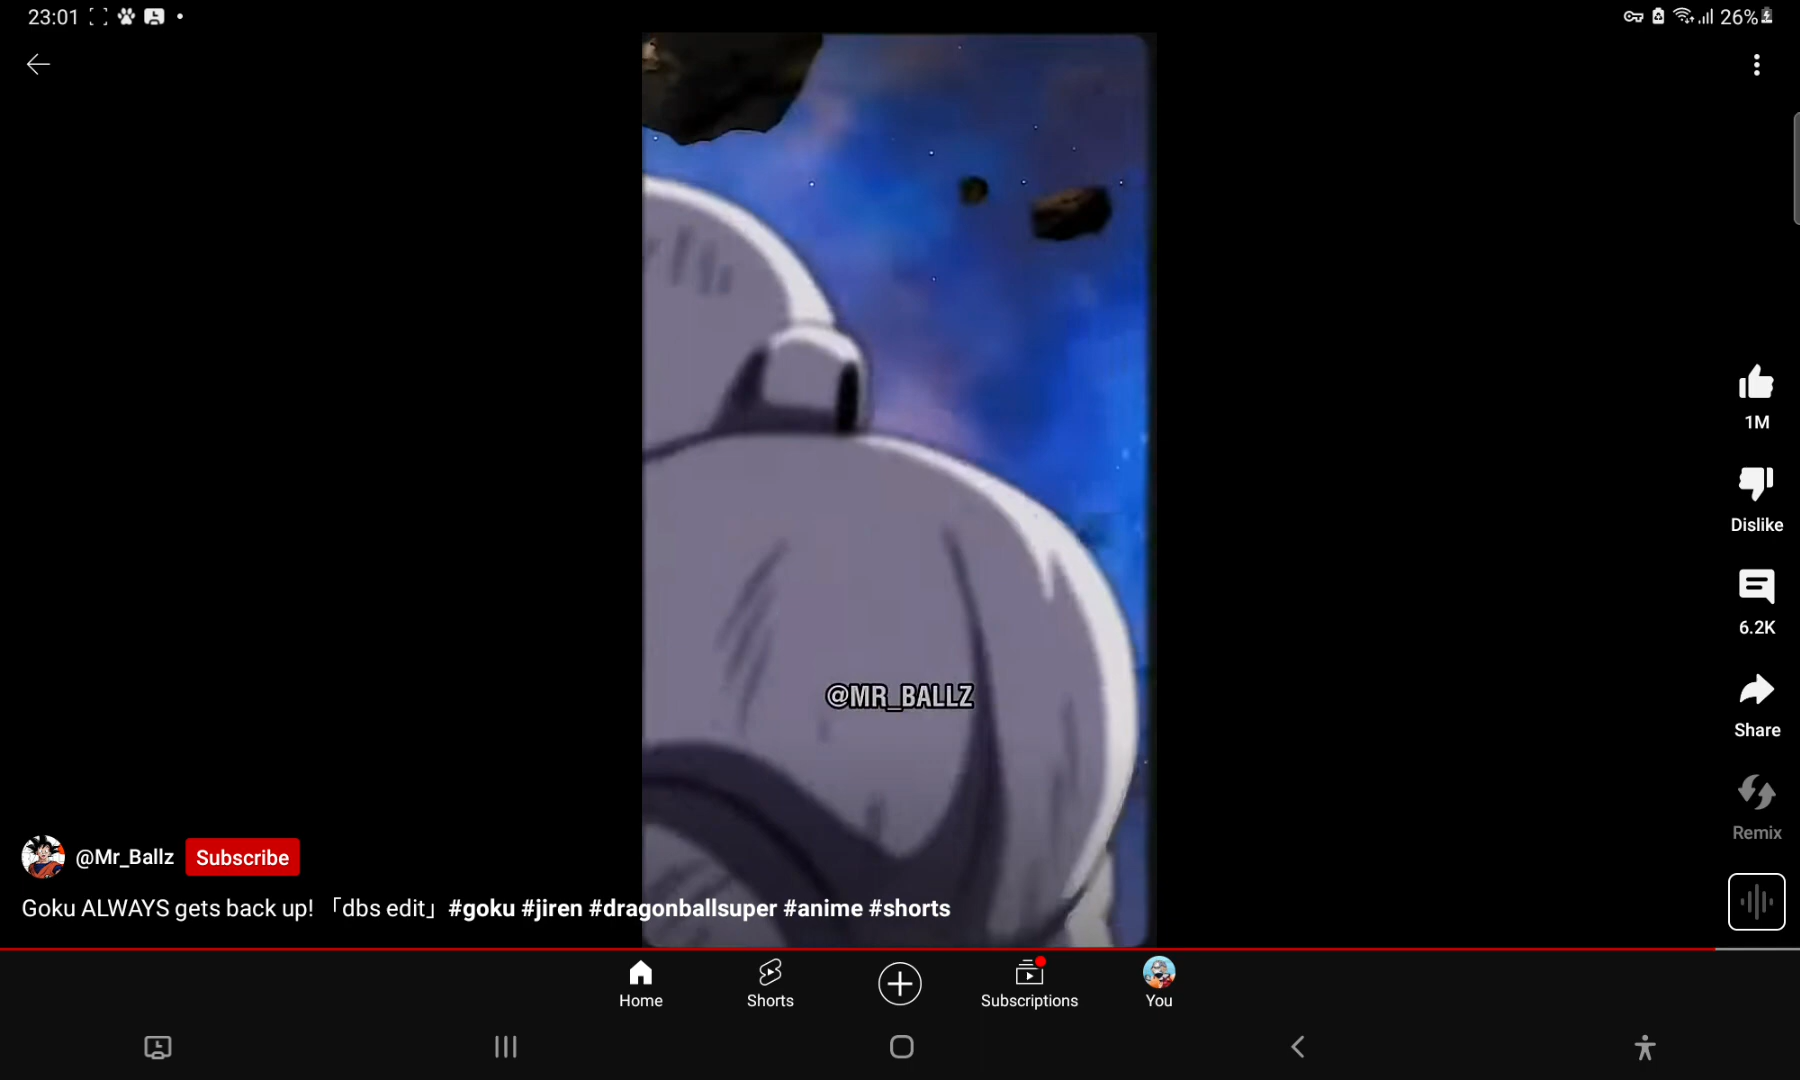 23:01
26%
1M
Dislike
6.2K
Share
Remix
@MR_BALLZ
@Mr_Ballz Subscribe
Goku ALWAYS gets back up! 「dbs edit」#goku #jiren #dragonballsuper #anime #shorts
Home Shorts Subscriptions You